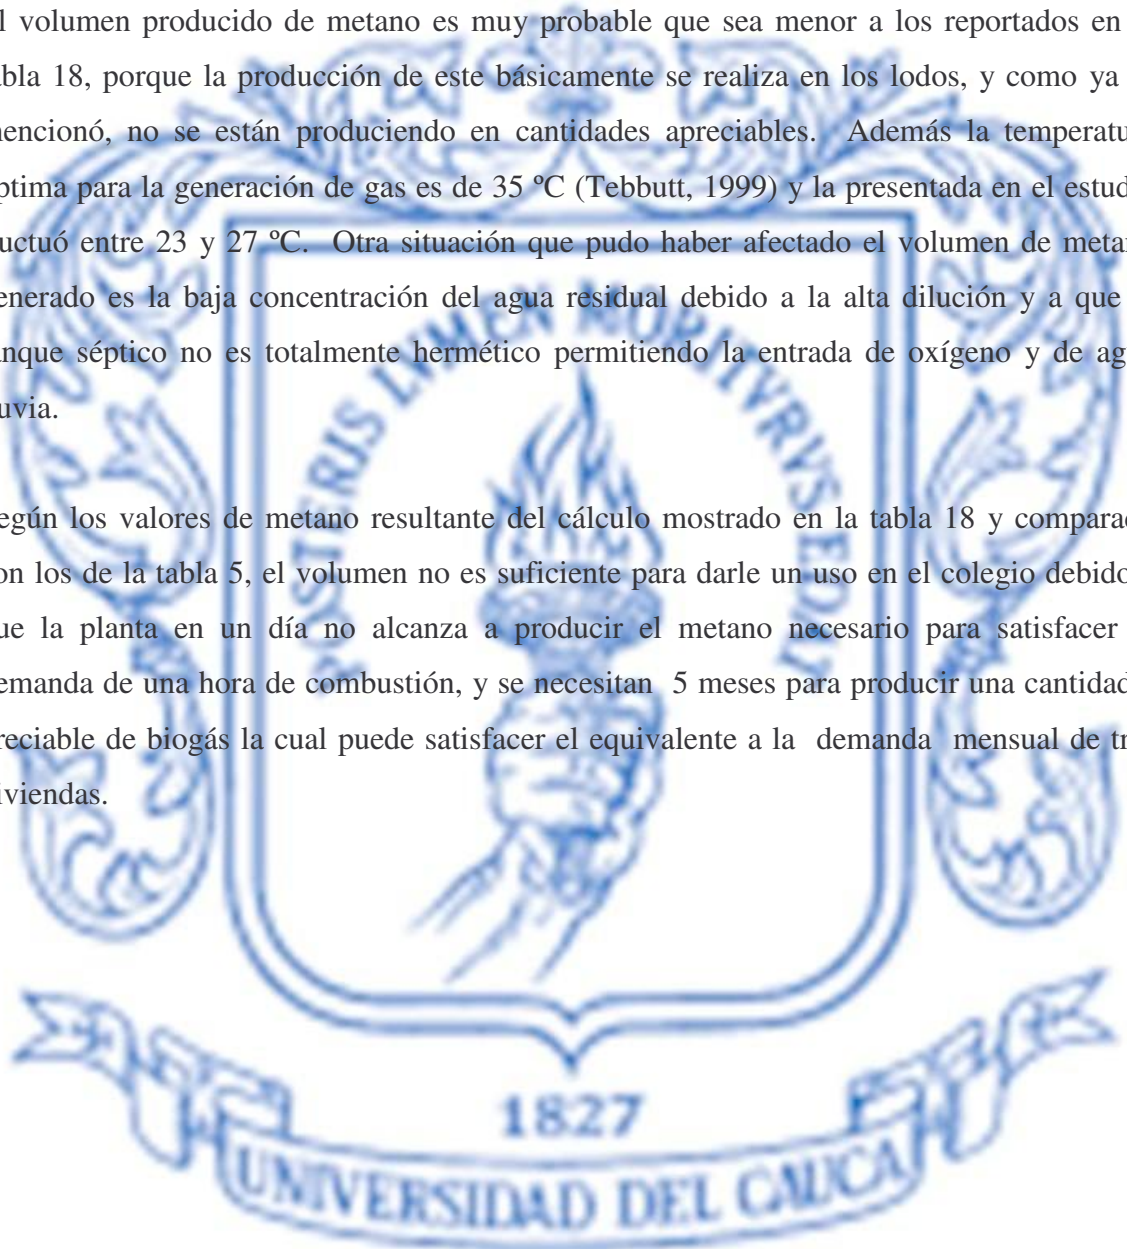 l volumen producido de metano es muy probable que sea menor a los reportados en
abla 18, porque la producción de este básicamente se realiza en los lodos, y como ya
mencionó, no se están produciendo en cantidades apreciables. Además la temperatu
ptima para la generación de gas es de 35 ºC (Tebbutt, 1999) y la presentada en el estud
uctuó entre 23 y 27 ºC. Otra situación que pudo haber afectado el volumen de metan
enerado es la baja concentración del agua residual debido a la alta dilución y a que
anque séptico no es totalmente hermético permitiendo la entrada de oxígeno y de ag
uvia.
egún los valores de metano resultante del cálculo mostrado en la tabla 18 y comparad
on los de la tabla 5, el volumen no es suficiente para darle un uso en el colegio debido
ue la planta en un día no alcanza a producir el metano necesario para satisfacer
emanda de una hora de combustión, y se necesitan 5 meses para producir una cantidad
reciable de biogás la cual puede satisfacer el equivalente a la demanda mensual de tr
iviendas.
POSTERIS LVMEN MORITVRVS EDAT
1827
UNIVERSIDAD DEL CAUCA